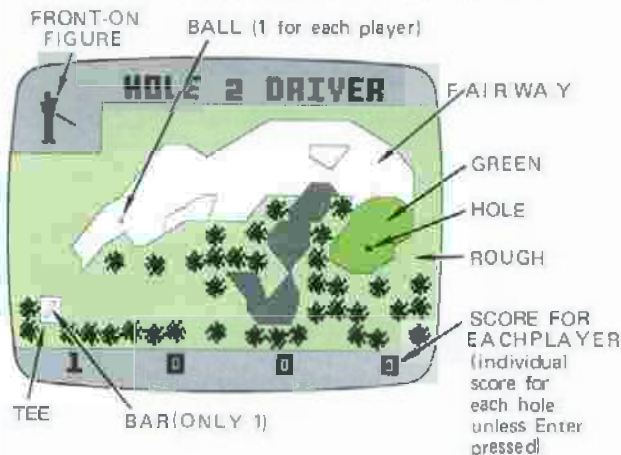 FRONT-ON
FIGURE
BALL (1 for each player)
HOLE 2 DRIVER
FAIRWAY
GREEN
HOLE
ROUGH
SCORE FOR
EACHPLAYER
(individual
score for
each hole
unless Enter
pressed)
1 0 0 0
TEE
BAR(ONLY 1)